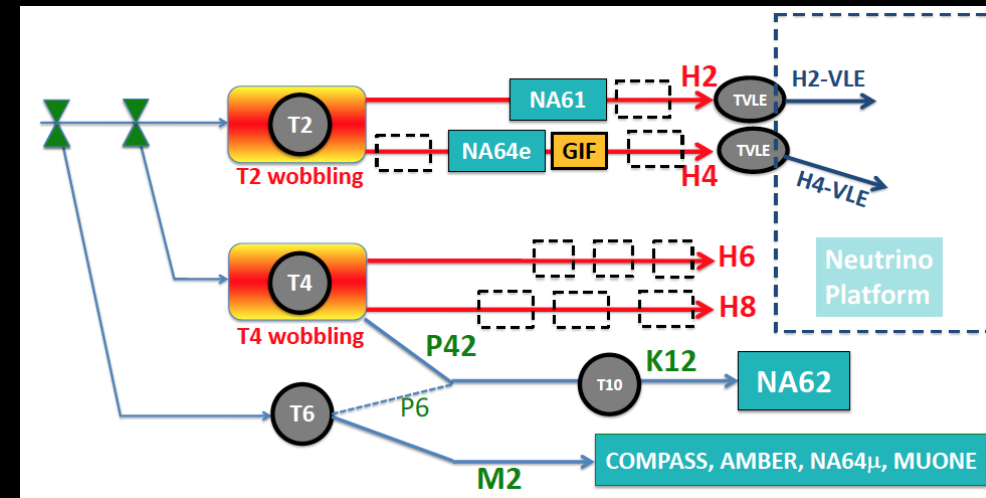 H2
H2-VLE
NA61
TVLE
T2
NA64e
GIF
TVLE
T2 wobbling
H4
H4-VLE
H6
T4
Neutrino
Platform
H8
T4 wobbling
P42
K12
T10
NA62
P6
T6
COMPASS, AMBER, NA64μ, MUONE
M2